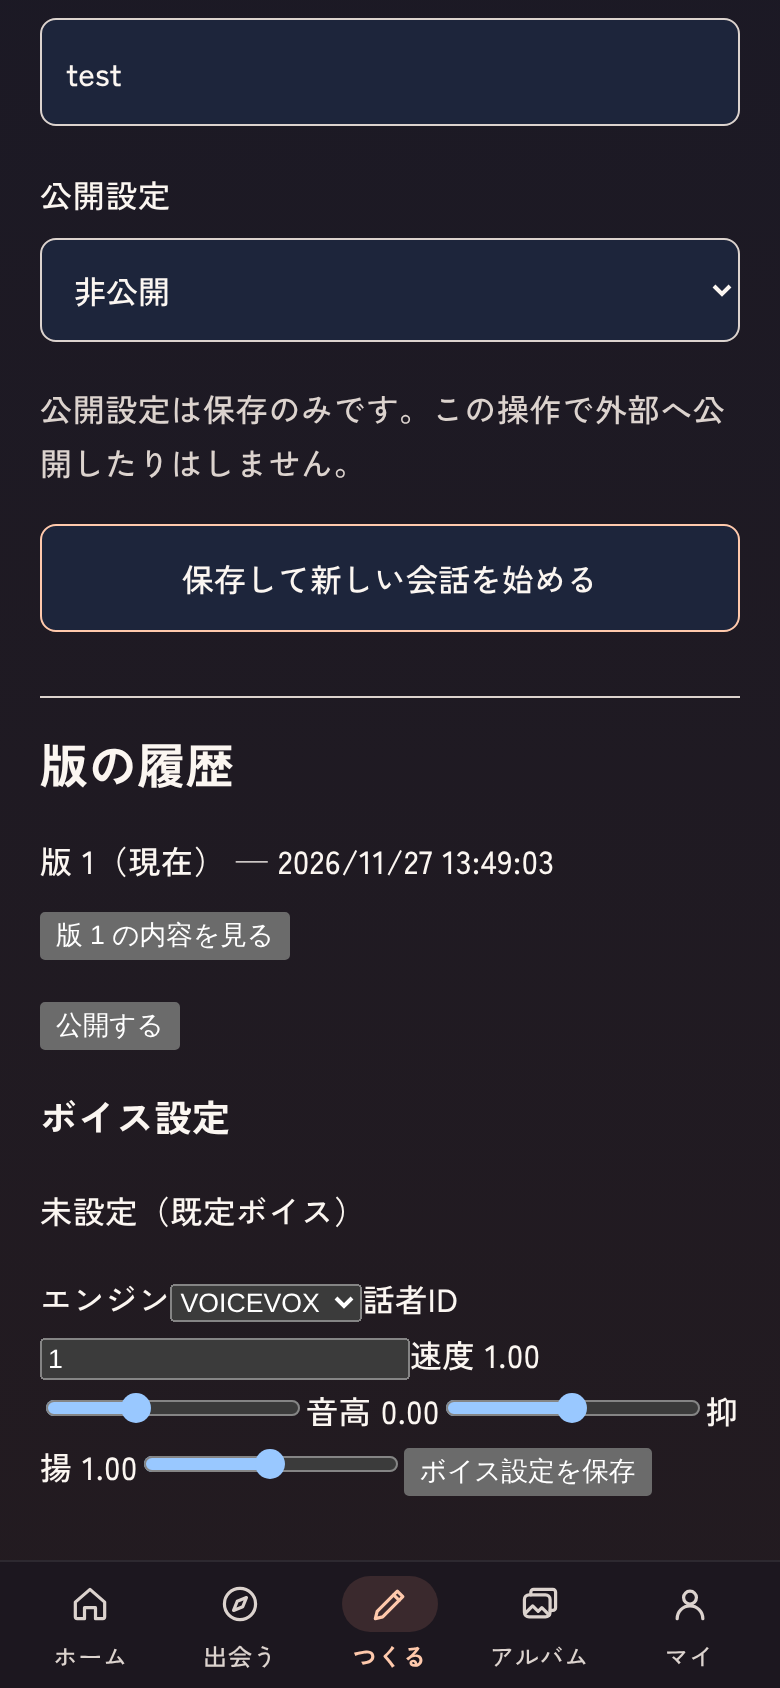 test
公開設定
非公開
公開設定は保存のみです。この操作で外部へ公
開したりはしません。
保存して新しい会話を始める
版の履歴
版 1（現在） — 2026/11/27 13:49:03
版 1 の内容を見る
公開する
ボイス設定
未設定（既定ボイス）
エンジン VOICEVOX 話者ID
1 速度 1.00
音高 0.00 抑
揚 1.00 ボイス設定を保存
ホーム 出会う つくる アルバム マイ